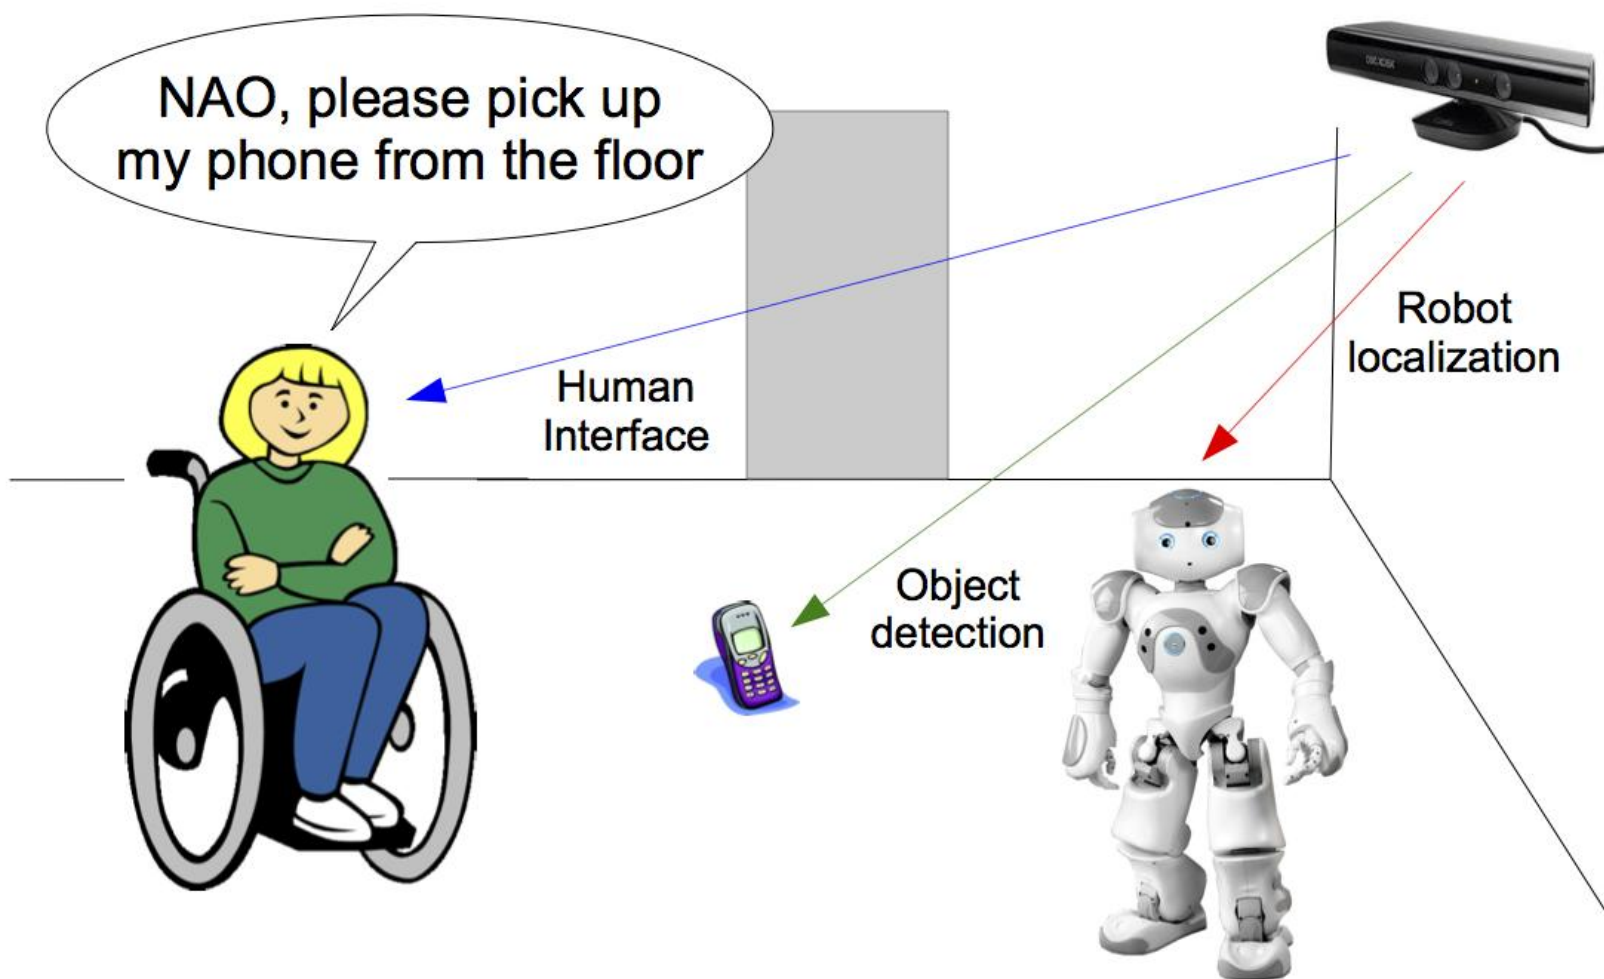 NAO, please pick up
my phone from the floor
Robot
localization
Human
Interface
Object
detection